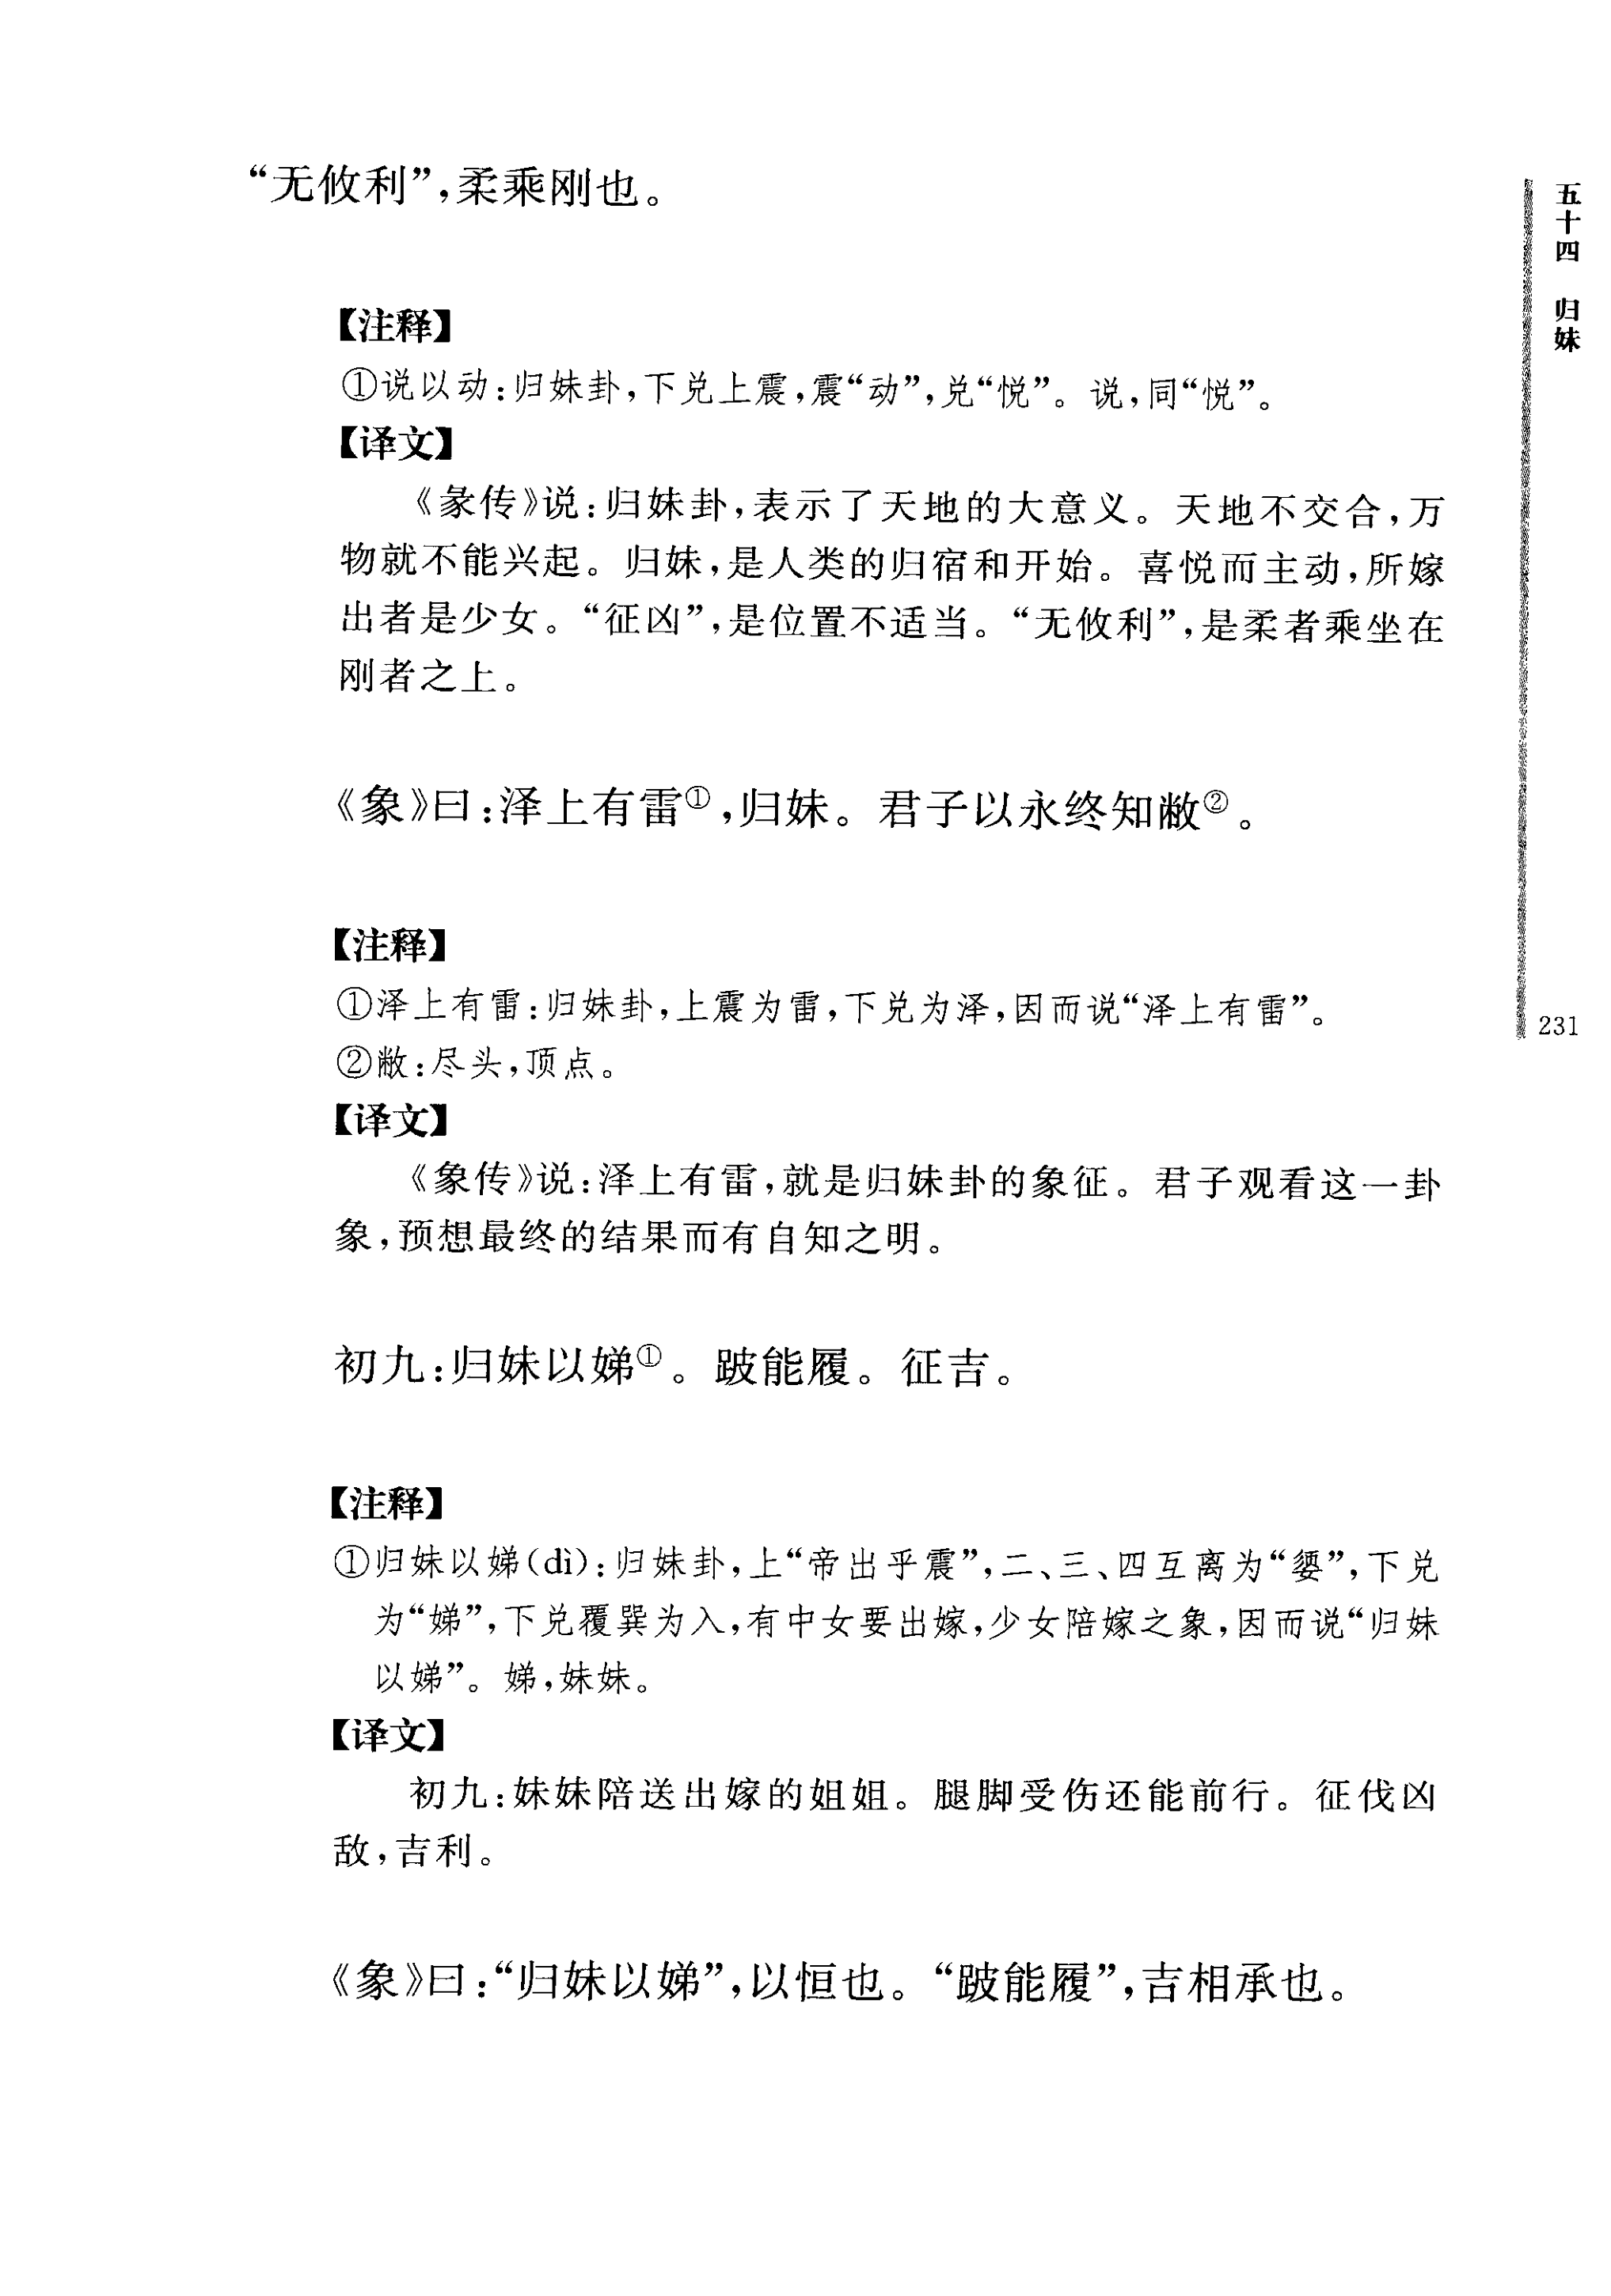 “无攸利”,柔乘刚也。
【注释】
①说以动:归妹卦,下兑上震,震“动”,兑“悦”。说,同“悦”。
【译文】
《彖传》说:归妹卦,表示了天地的大意义。天地不交合,万
物就不能兴起。归妹,是人类的归宿和开始。喜悦而主动,所嫁
出者是少女。“征凶”,是位置不适当。“无攸利”,是柔者乘坐在
刚者之上。
《象》曰:泽上有雷①,归妹。君子以永终知敝②。
【注释】
①泽上有雷:归妹卦,上震为雷,下兑为泽,因而说“泽上有雷”。
②敝:尽头,顶点。
【译文】
《象传》说:泽上有雷,就是归妹卦的象征。君子观看这一卦
象,预想最终的结果而有自知之明。
初九:归妹以娣①。跛能履。征吉。
【注释】
①归妹以娣(dì):归妹卦,上“帝出乎震”,二、三、四互离为“媭”,下兑
为“娣”,下兑覆巽为入,有中女要出嫁,少女陪嫁之象,因而说“归妹
以娣”。娣,妹妹。
【译文】
初九:妹妹陪送出嫁的姐姐。腿脚受伤还能前行。征伐凶
敌,吉利。
《象》曰:“归妹以娣”,以恒也。“跛能履”,吉相承也。
五十四 归妹
231